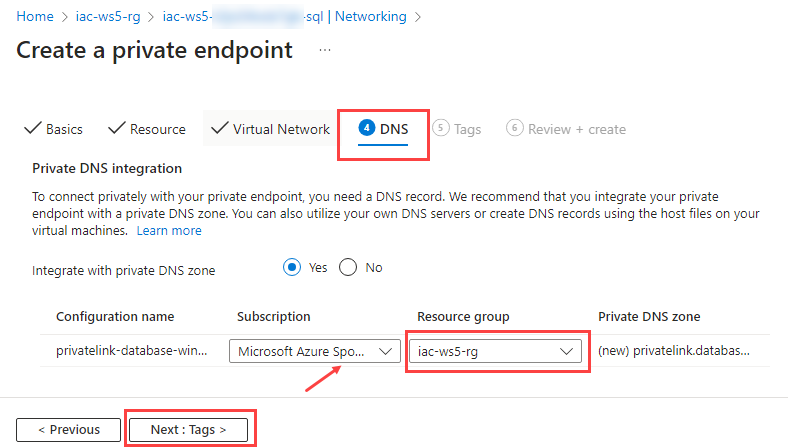 Home > iac-ws5-rg > iac-ws5- -sql | Networking >
Create a private endpoint ...
Basics Resource Virtual Network 4 DNS 5 Tags 6 Review + create
Private DNS integration
To connect privately with your private endpoint, you need a DNS record. We recommend that you integrate your private
endpoint with a private DNS zone. You can also utilize your own DNS servers or create DNS records using the host files on your
virtual machines. Learn more
Integrate with private DNS zone Yes No
Configuration name Subscription Resource group Private DNS zone
privatelink-database-win... Microsoft Azure Spo... iac-ws5-rg (new) privatelink.databas...
< Previous Next : Tags >